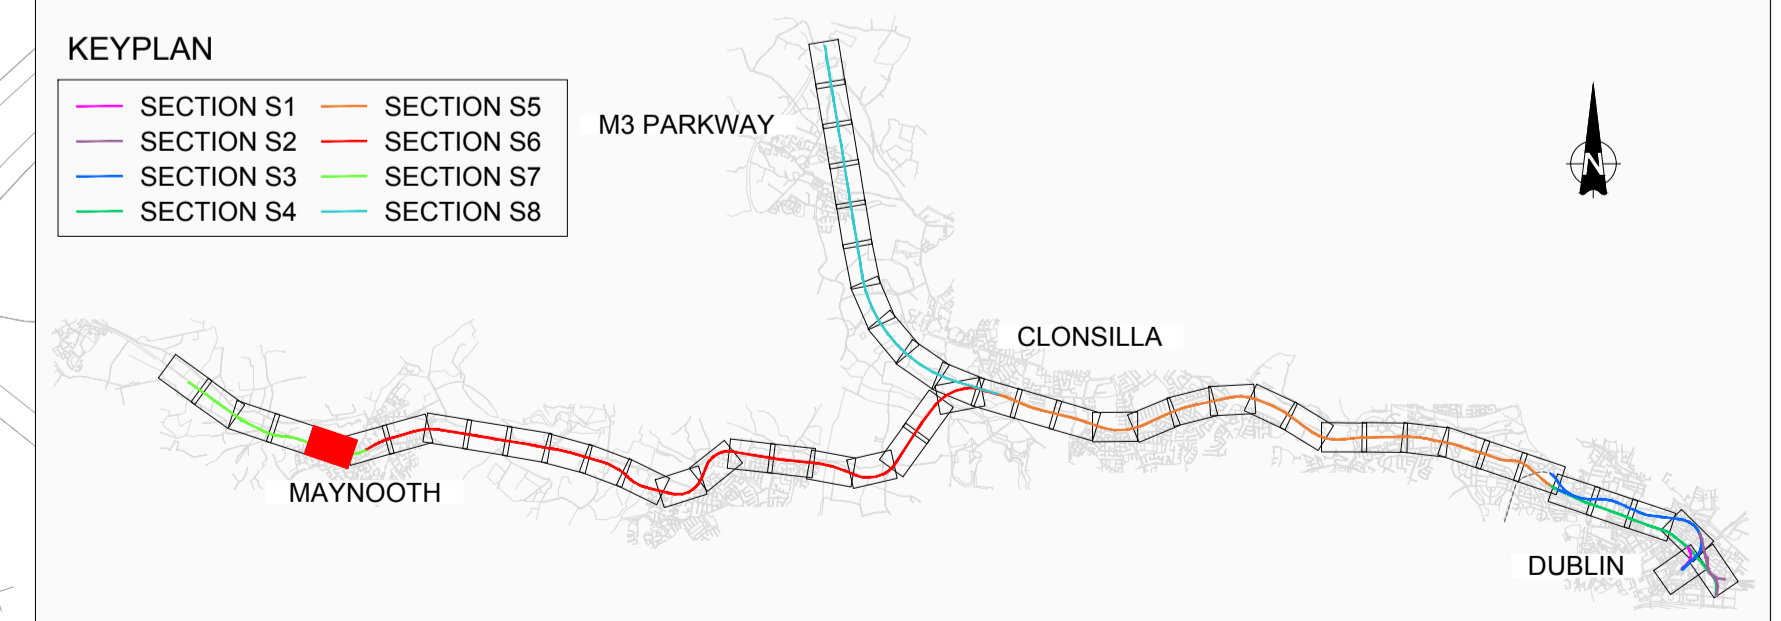 KEYPLAN
SECTION S1
SECTION S2
SECTION S3
SECTION S4
SECTION S5
SECTION S6
SECTION S7
SECTION S8
M3 PARKWAY
N
CLONSILLA
MAYNOOTH
DUBLIN